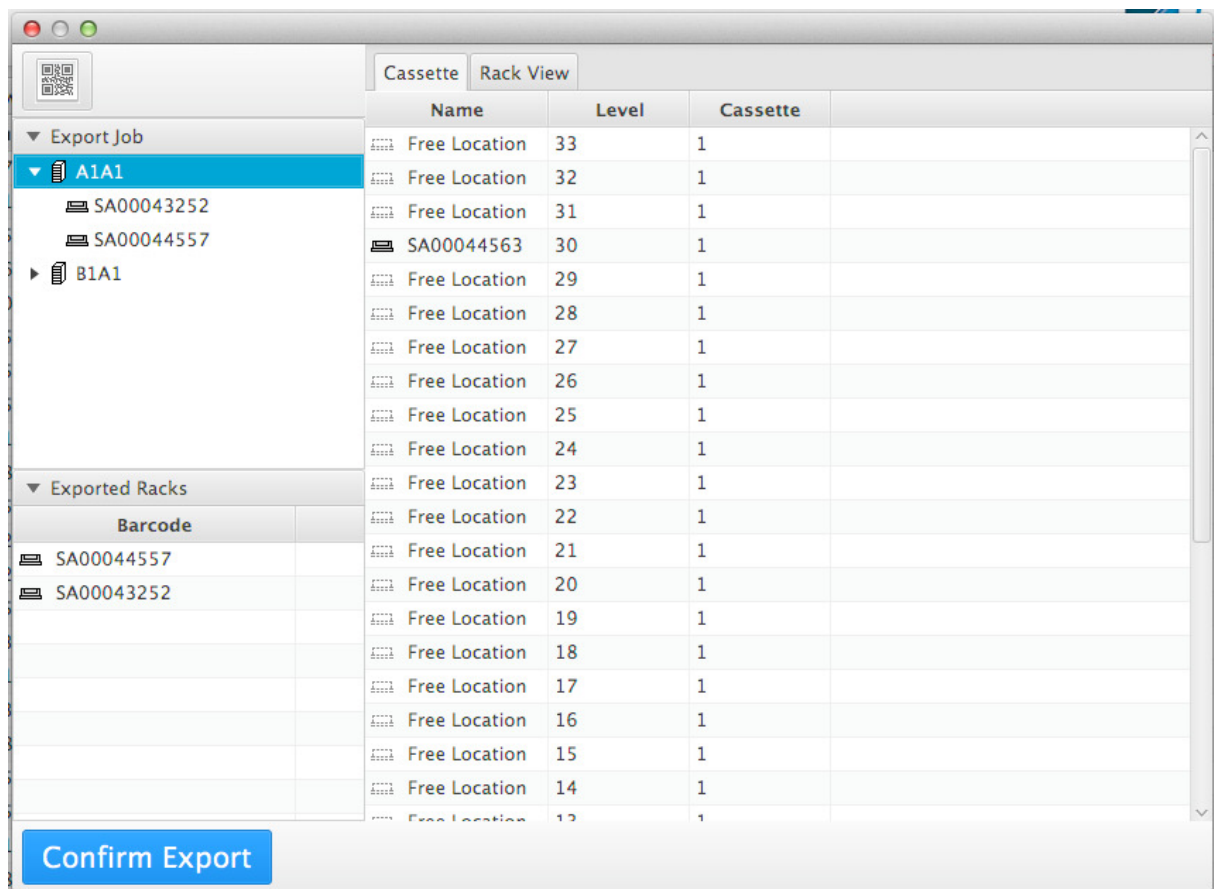 Cassette Rack View
Name Level Cassette
Export Job
A1A1
SA00043252
SA00044557
B1A1
Exported Racks
Barcode
SA00044557
SA00043252
Free Location 33 1
Free Location 32 1
Free Location 31 1
SA00044563 30 1
Free Location 29 1
Free Location 28 1
Free Location 27 1
Free Location 26 1
Free Location 25 1
Free Location 24 1
Free Location 23 1
Free Location 22 1
Free Location 21 1
Free Location 20 1
Free Location 19 1
Free Location 18 1
Free Location 17 1
Free Location 16 1
Free Location 15 1
Free Location 14 1
Free Location 13 1
Confirm Export